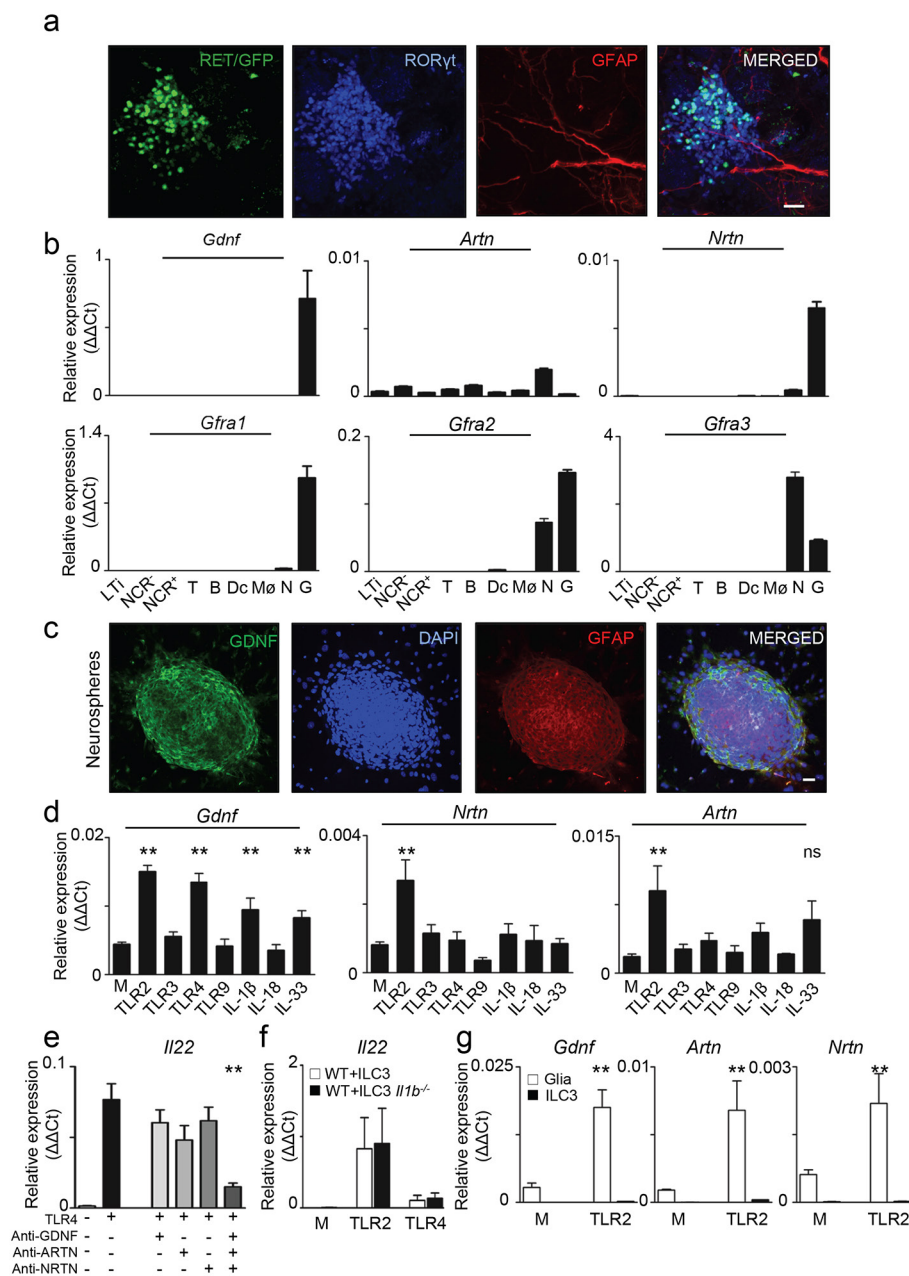 a
RET/GFP RORγt GFAP MERGED
b
Gdnf Artn Nrtn
Relative expression (ΔΔCt)
1 0.01 0.01
0 0 0
Gfra1 Gfra2 Gfra3
Relative expression (ΔΔCt)
1.4 0.2 4
0 0 0
LTi NCR- NCR+ T B Dc Mø N G LTi NCR- NCR+ T B Dc Mø N G LTi NCR- NCR+ T B Dc Mø N G
c
Neurospheres
GDNF DAPI GFAP MERGED
d
Gdnf Nrtn Artn
Relative expression (ΔΔCt)
0.02 0.004 0.015
** ** ** ** ** ** ns
0 0 0
M TLR2 TLR3 TLR4 TLR9 IL-1β IL-18 IL-33 M TLR2 TLR3 TLR4 TLR9 IL-1β IL-18 IL-33 M TLR2 TLR3 TLR4 TLR9 IL-1β IL-18 IL-33
e
Il22
Relative expression (ΔΔCt)
0.1
**
0
TLR4 - + + + + +
Anti-GDNF - - + - - +
Anti-ARTN - - - + - +
Anti-NRTN - - - - + +
f
Il22
Relative expression (ΔΔCt)
2
WT+ILC3
WT+ILC3 Il1b-/-
0
M TLR2 TLR4
g
Gdnf Artn Nrtn
Relative expression (ΔΔCt)
0.025 0.01 0.003
** ** **
Glia
ILC3
0 0 0
M TLR2 M TLR2 M TLR2